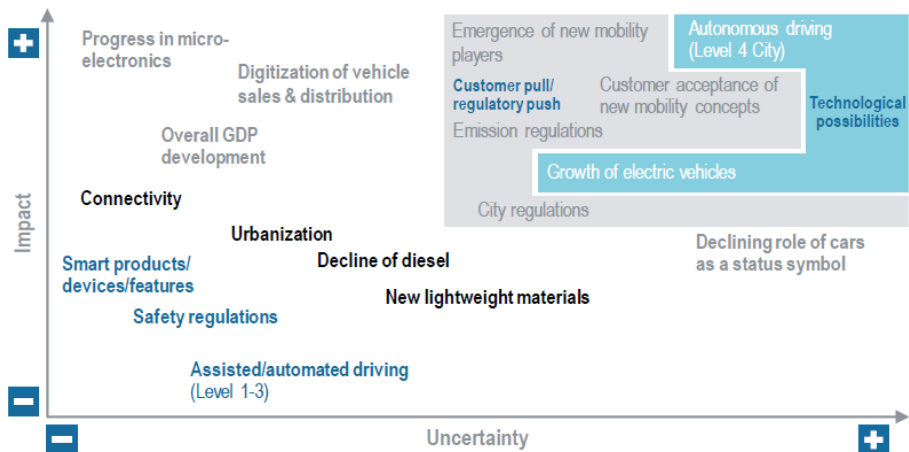 Progress in micro-
electronics
Digitization of vehicle
sales & distribution
Overall GDP
development
Connectivity
Urbanization
Smart products/
devices/features
Decline of diesel
New lightweight materials
Safety regulations
Assisted/automated driving
(Level 1-3)
Emergence of new mobility
players
Autonomous driving
(Level 4 City)
Customer pull/
regulatory push
Customer acceptance of
new mobility concepts
Technological
possibilities
Emission regulations
Growth of electric vehicles
City regulations
Declining role of cars
as a status symbol
Impact
Uncertainty